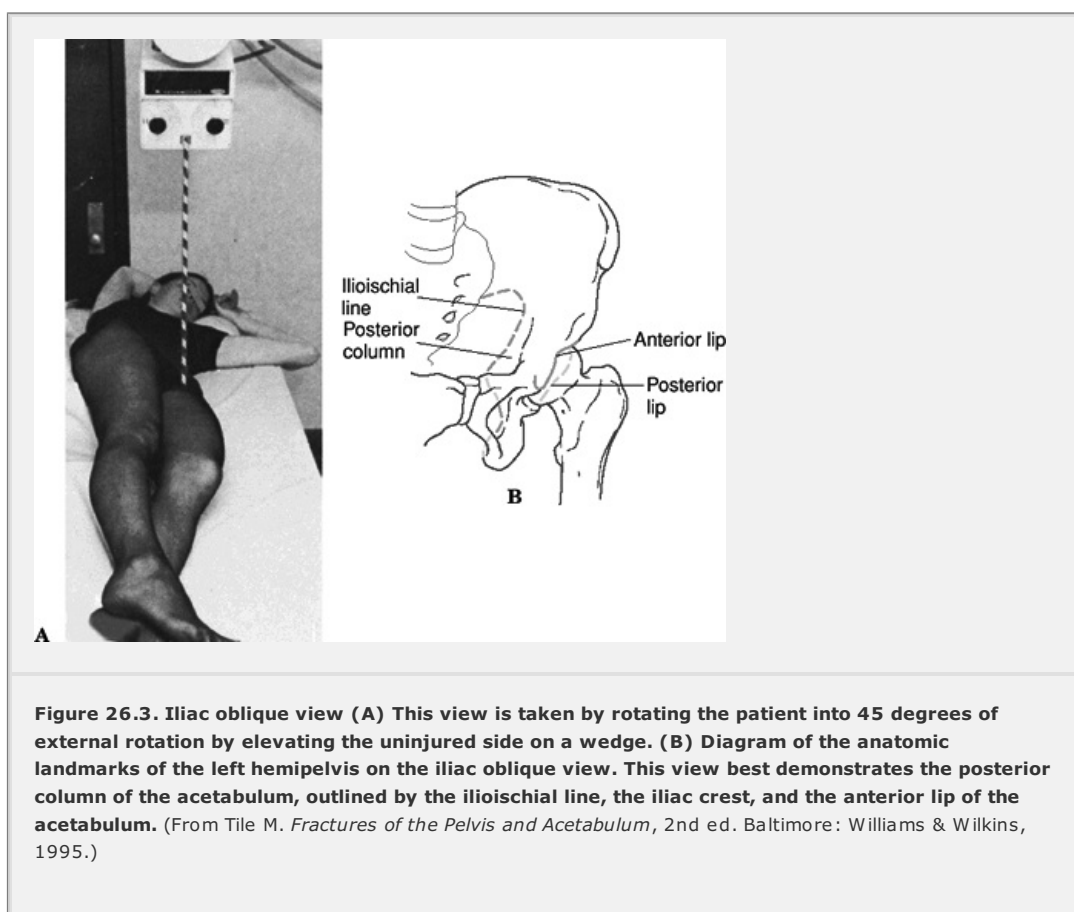 Ilioischial
line
Posterior
column
Anterior lip
Posterior
lip
B
A
Figure 26.3. Iliac oblique view (A) This view is taken by rotating the patient into 45 degrees of
external rotation by elevating the uninjured side on a wedge. (B) Diagram of the anatomic
landmarks of the left hemipelvis on the iliac oblique view. This view best demonstrates the posterior
column of the acetabulum, outlined by the ilioischial line, the iliac crest, and the anterior lip of the
acetabulum. (From Tile M. Fractures of the Pelvis and Acetabulum, 2nd ed. Baltimore: Williams & Wilkins,
1995.)